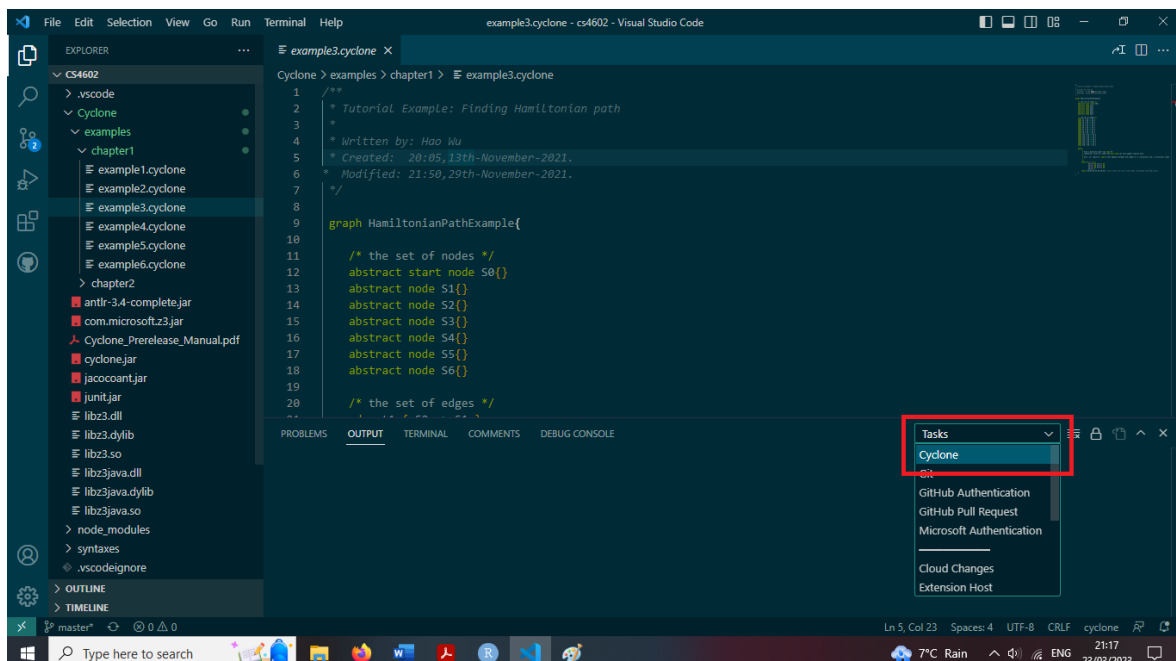 File Edit Selection View Go Run Terminal Help
example3.cyclone - cs4602 - Visual Studio Code
EXPLORER
CS4602
.vscode
Cyclone
examples
chapter1
example1.cyclone
example2.cyclone
example3.cyclone
example4.cyclone
example5.cyclone
example6.cyclone
chapter2
antlr-3.4-complete.jar
com.microsoft.z3.jar
Cyclone_Prerelease_Manual.pdf
cyclone.jar
jacocoant.jar
junit.jar
libz3.dll
libz3.dylib
libz3.so
libz3java.dll
libz3java.dylib
libz3java.so
node_modules
syntaxes
.vscodeignore
OUTLINE
TIMELINE
2
example3.cyclone
Cyclone > examples > chapter1 > example3.cyclone
1 /**
2 * Tutorial Example: Finding Hamiltonian path
3 *
4 * Written by: Hao Wu
5 * Created: 20:05,13th-November-2021.
6 * Modified: 21:50,29th-November-2021.
7 */
8
9 graph HamiltonianPathExample{
10
11 /* the set of nodes */
12 abstract start node S0{}
13 abstract node S1{}
14 abstract node S2{}
15 abstract node S3{}
16 abstract node S4{}
17 abstract node S5{}
18 abstract node S6{}
19
20 /* the set of edges */
PROBLEMS OUTPUT TERMINAL COMMENTS DEBUG CONSOLE
Tasks
Cyclone
Git
GitHub Authentication
GitHub Pull Request
Microsoft Authentication
Cloud Changes
Extension Host
master* 0 0
Ln 5, Col 23 Spaces: 4 UTF-8 CRLF cyclone
Type here to search
7°C Rain
ENG
21:17
23/03/2023